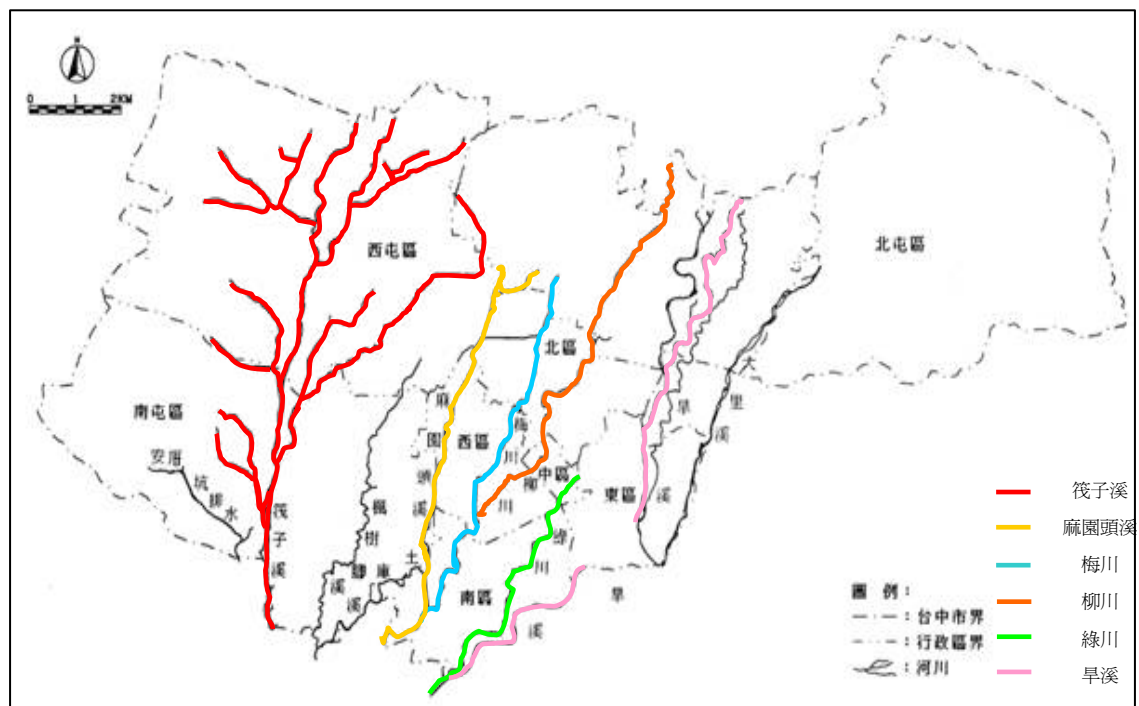 N
0 1 2KM
北屯區
西屯區
北區
南屯區
麻園頭溪
西區
梅川
柳川
中區
東區
旱溪
大里溪
安厝坑排水
筏子溪
楓樹溪
土庫溪
南區
綠川
旱溪
筏子溪
麻園頭溪
梅川
柳川
綠川
旱溪
圖 例：
：台中市界
：行政區界
：河川